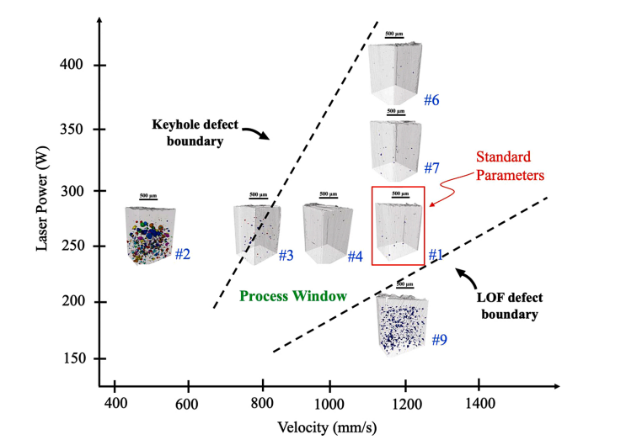 500 μm
400
#6
500 μm
Keyhole defect
boundary
350
#7
Standard
Parameters
Laser Power (W)
300
500 μm
500 μm
500 μm
500 μm
250
#2
#3
#4
#1
500 μm
Process Window
LOF defect
boundary
200
#9
150
400
600
800
1000
1200
1400
Velocity (mm/s)